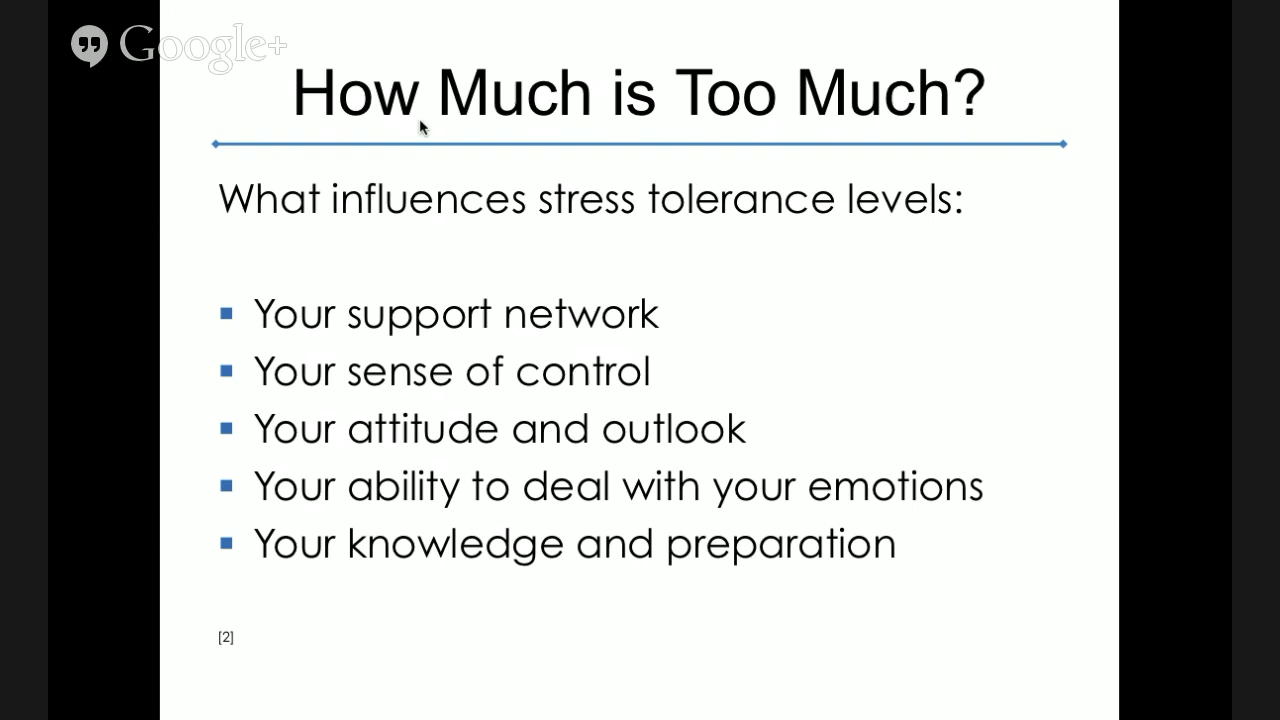 Google+
How Much is Too Much?
What influences stress tolerance levels:
Your support network
Your sense of control
Your attitude and outlook
Your ability to deal with your emotions
Your knowledge and preparation
[2]